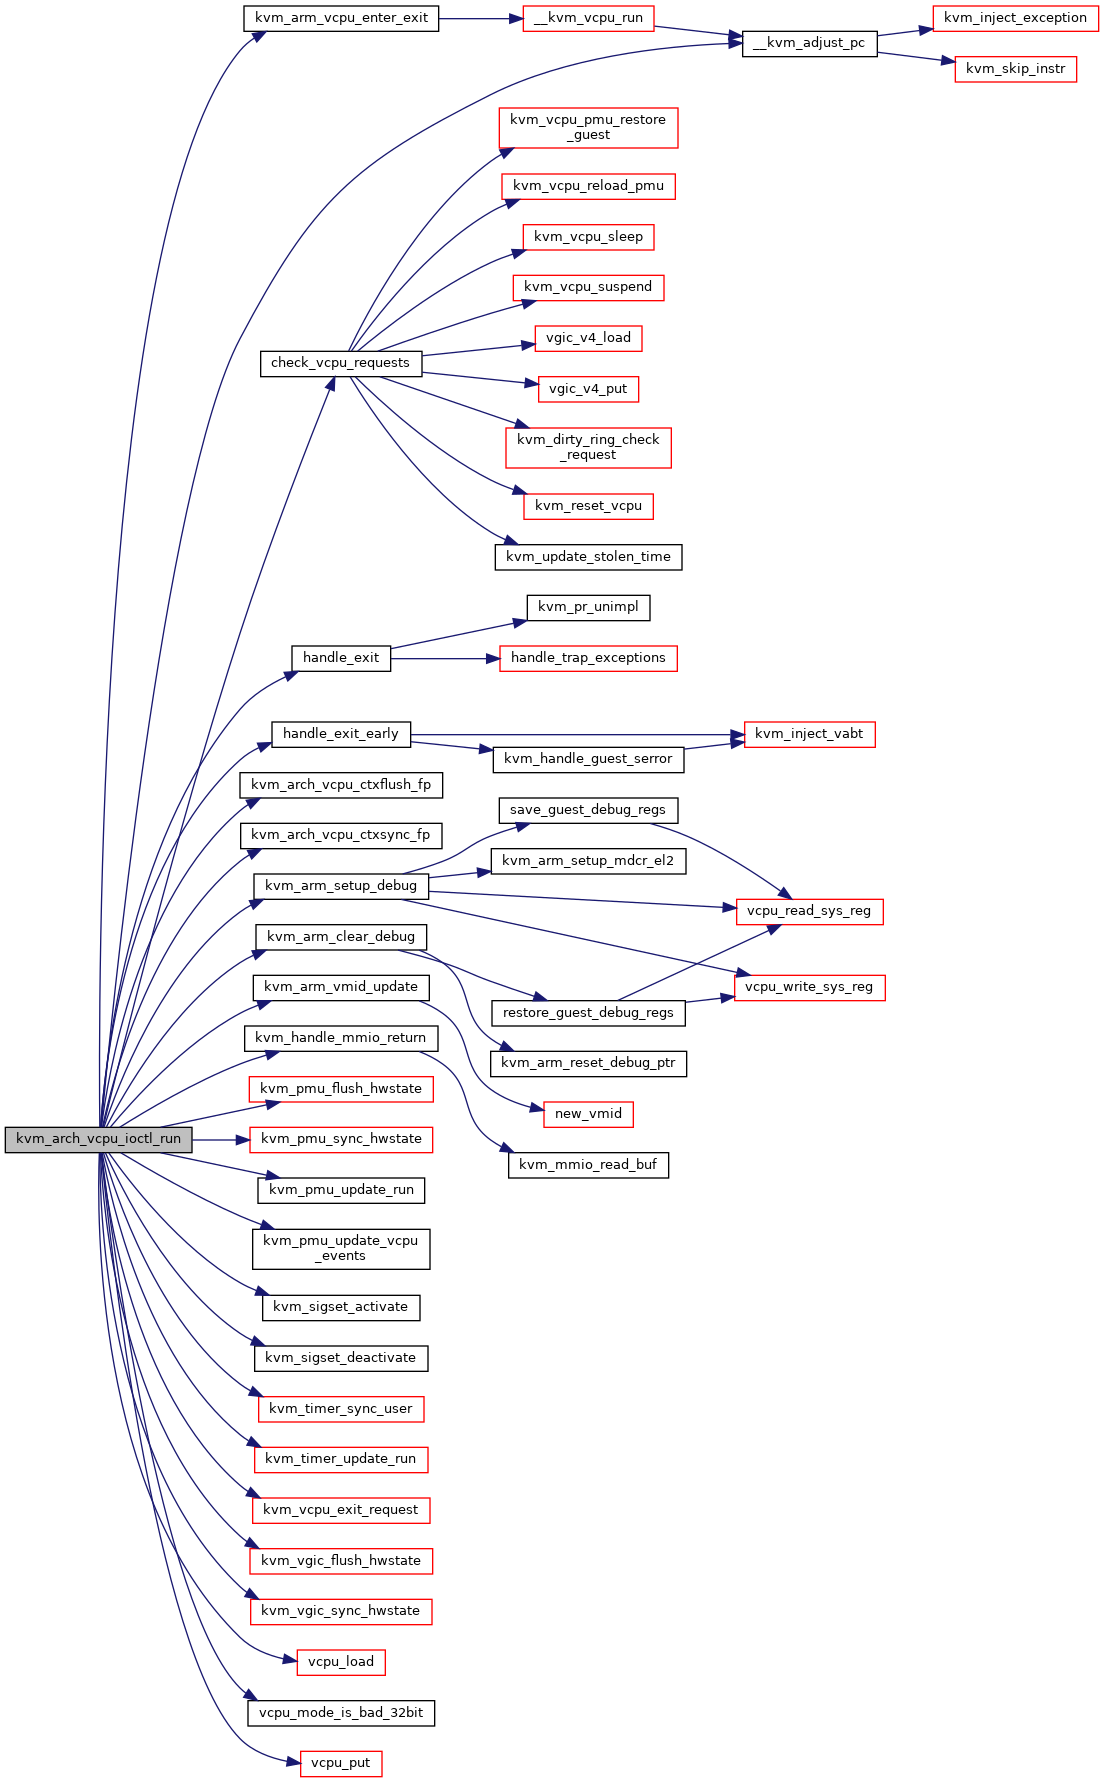 kvm_arm_vcpu_enter_exit
__kvm_vcpu_run
kvm_inject_exception
__kvm_adjust_pc
kvm_skip_instr
kvm_vcpu_pmu_restore
_guest
kvm_vcpu_reload_pmu
kvm_vcpu_sleep
kvm_vcpu_suspend
vgic_v4_load
check_vcpu_requests
vgic_v4_put
kvm_dirty_ring_check
_request
kvm_reset_vcpu
kvm_update_stolen_time
kvm_pr_unimpl
handle_exit
handle_trap_exceptions
handle_exit_early
kvm_inject_vabt
kvm_handle_guest_serror
kvm_arch_vcpu_ctxflush_fp
save_guest_debug_regs
kvm_arch_vcpu_ctxsync_fp
kvm_arm_setup_mdcr_el2
kvm_arm_setup_debug
vcpu_read_sys_reg
kvm_arm_clear_debug
kvm_arm_vmid_update
vcpu_write_sys_reg
restore_guest_debug_regs
kvm_handle_mmio_return
kvm_arm_reset_debug_ptr
kvm_pmu_flush_hwstate
new_vmid
kvm_arch_vcpu_ioctl_run
kvm_pmu_sync_hwstate
kvm_mmio_read_buf
kvm_pmu_update_run
kvm_pmu_update_vcpu
_events
kvm_sigset_activate
kvm_sigset_deactivate
kvm_timer_sync_user
kvm_timer_update_run
kvm_vcpu_exit_request
kvm_vgic_flush_hwstate
kvm_vgic_sync_hwstate
vcpu_load
vcpu_mode_is_bad_32bit
vcpu_put